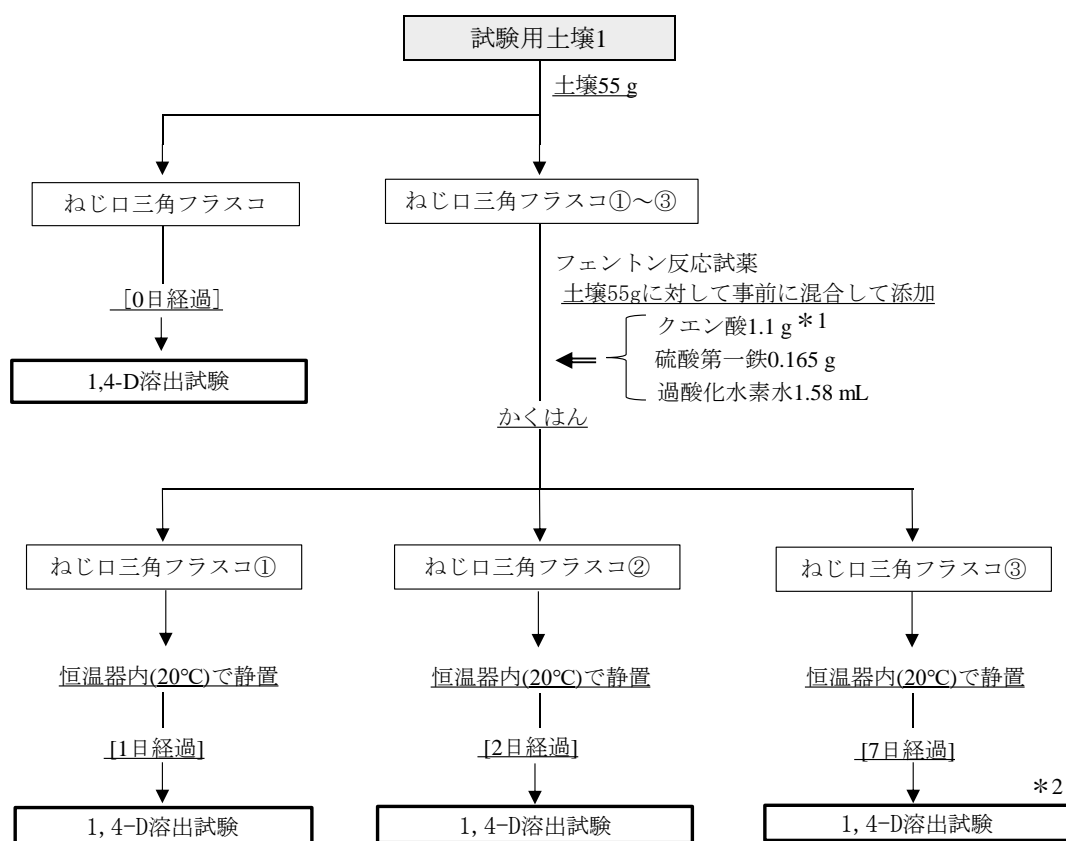 試験用土壌1
土壌55 g
ねじ口三角フラスコ
ねじ口三角フラスコ①～③
フェントン反応試薬
土壌55gに対して事前に混合して添加
クエン酸1.1 g＊1
硫酸第一鉄0.165 g
過酸化水素水1.58 mL
[0日経過]
1,4-D溶出試験
かくはん
ねじ口三角フラスコ①
ねじ口三角フラスコ②
ねじ口三角フラスコ③
恒温器内(20℃)で静置
恒温器内(20℃)で静置
恒温器内(20℃)で静置
[1日経過]
[2日経過]
[7日経過]
＊2
1,4-D溶出試験
1,4-D溶出試験
1,4-D溶出試験